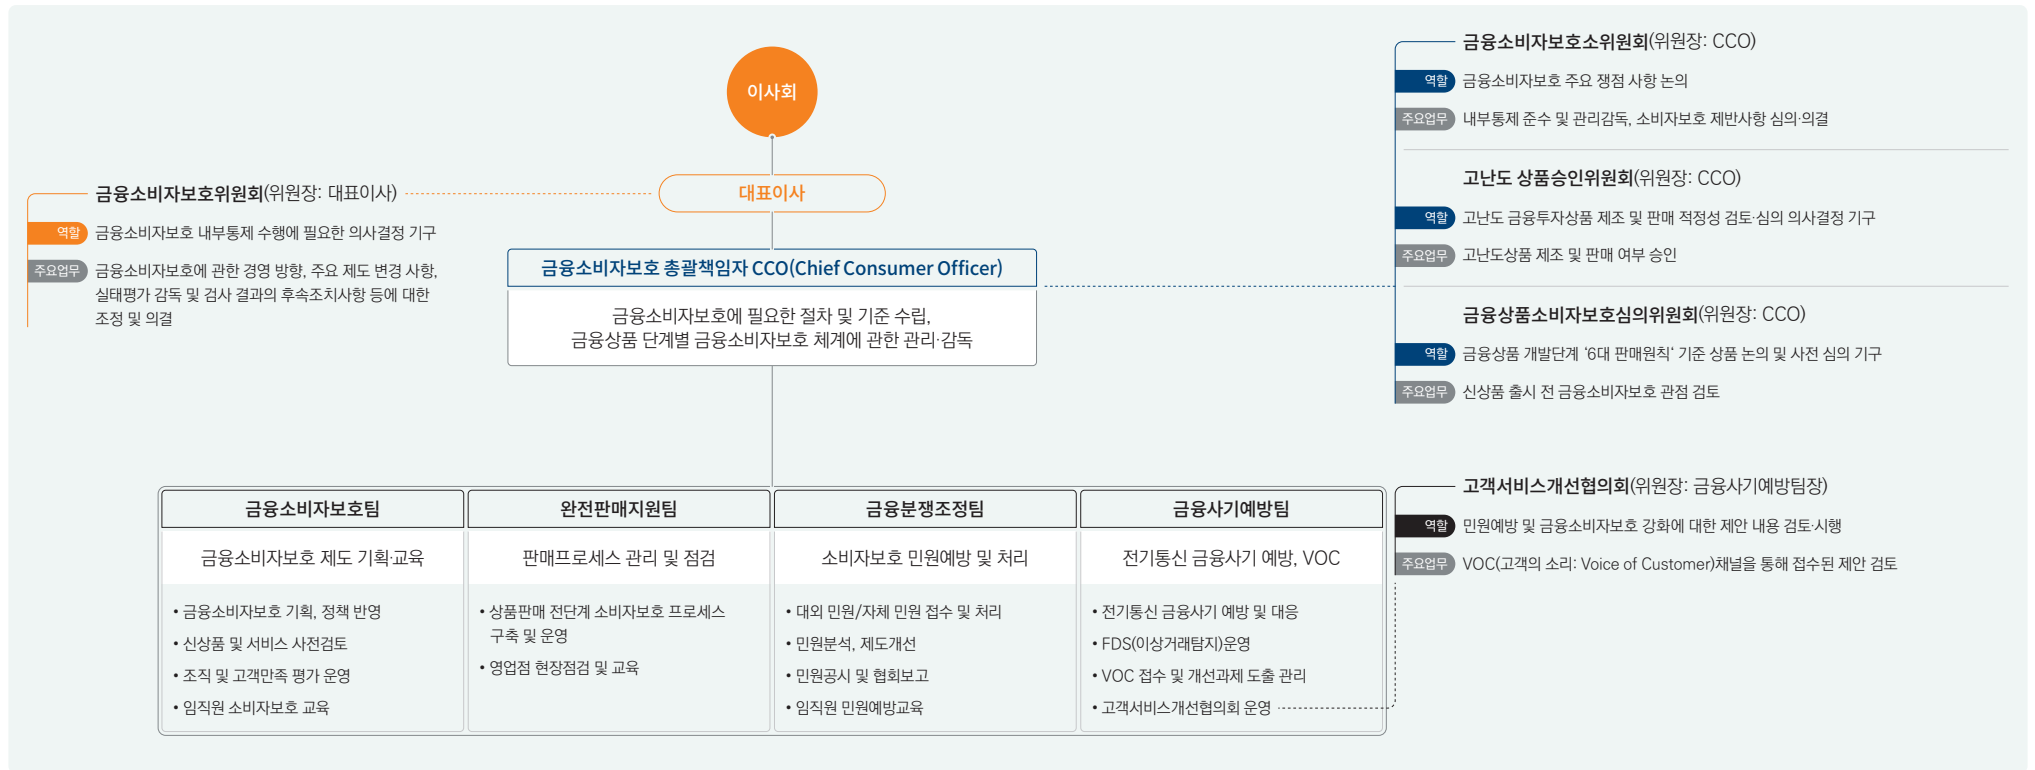 이사회
대표이사
금융소비자보호위원회(위원장: 대표이사)
역할 금융소비자보호 내부통제 수행에 필요한 의사결정 기구
주요업무 금융소비자보호에 관한 경영 방향, 주요 제도 변경 사항,
실태평가 감독 및 검사 결과의 후속조치사항 등에 대한
조정 및 의결
금융소비자보호 총괄책임자 CCO(Chief Consumer Officer)
금융소비자보호에 필요한 절차 및 기준 수립,
금융상품 단계별 금융소비자보호 체계에 관한 관리·감독
금융소비자보호소위원회(위원장: CCO)
역할 금융소비자보호 주요 쟁점 사항 논의
주요업무 내부통제 준수 및 관리감독, 소비자보호 제반사항 심의·의결
고난도 상품승인위원회(위원장: CCO)
역할 고난도 금융투자상품 제조 및 판매 적정성 검토·심의 의사결정 기구
주요업무 고난도상품 제조 및 판매 여부 승인
금융상품소비자보호심의위원회(위원장: CCO)
역할 금융상품 개발단계 ‘6대 판매원치‘ 기준 상품 논의 및 사전 심의 기구
주요업무 신상품 출시 전 금융소비자보호 관점 검토
금융소비자보호팀
금융소비자보호 제도 기획·교육
• 금융소비자보호 기획, 정책 반영
• 신상품 및 서비스 사전검토
• 조직 및 고객만족 평가 운영
• 임직원 소비자보호 교육
완전판매지원팀
판매프로세스 관리 및 점검
• 상품판매 전단계 소비자보호 프로세스
구축 및 운영
• 영업점 현장점검 및 교육
금융분쟁조정팀
소비자보호 민원예방 및 처리
• 대외 민원/자체 민원 접수 및 처리
• 민원분석, 제도개선
• 민원공시 및 협회보고
• 임직원 민원예방교육
금융사기예방팀
전기통신 금융사기 예방, VOC
• 전기통신 금융사기 예방 및 대응
• FDS(이상거래탐지)운영
• VOC 접수 및 개선과제 도출 관리
• 고객서비스개선협의회 운영
고객서비스개선협의회(위원장: 금융사기예방팀장)
역할 민원예방 및 금융소비자보호 강화에 대한 제안 내용 검토·시행
주요업무 VOC(고객의 소리: Voice of Customer)채널을 통해 접수된 제안 검토